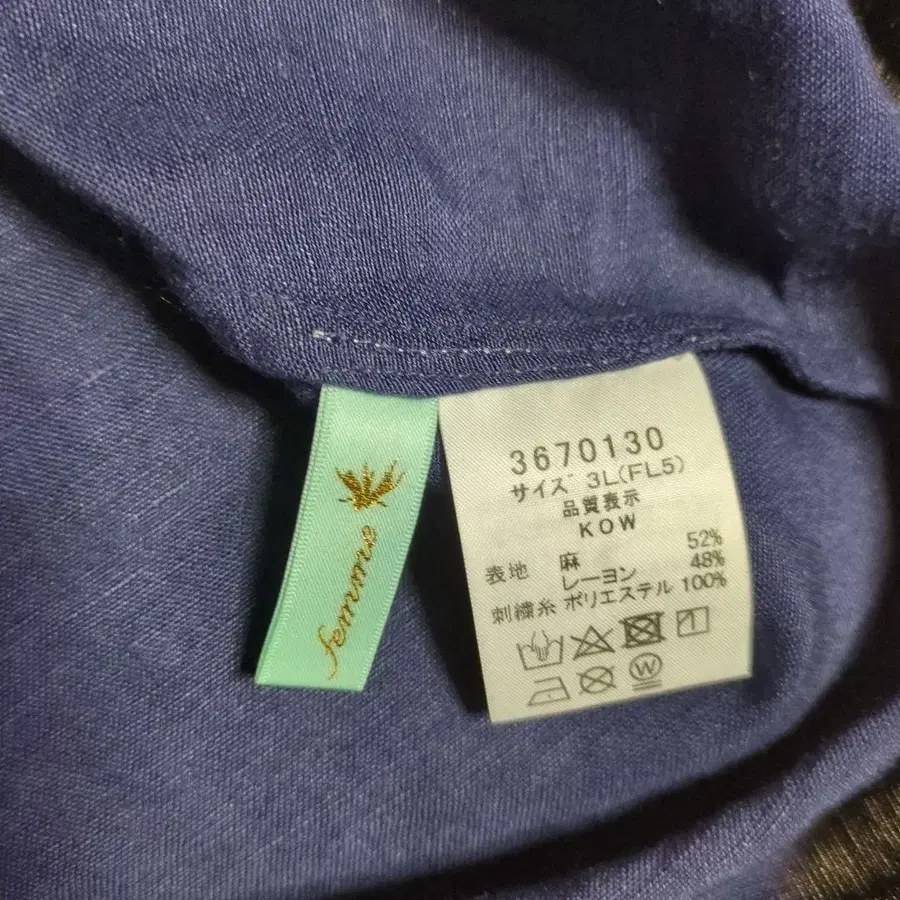 femme
3670130
サイズ 3L(FL5)
品質表示
KOW
表地 麻 52%
レーヨン 48%
刺繍糸 ポリエステル 100%
W